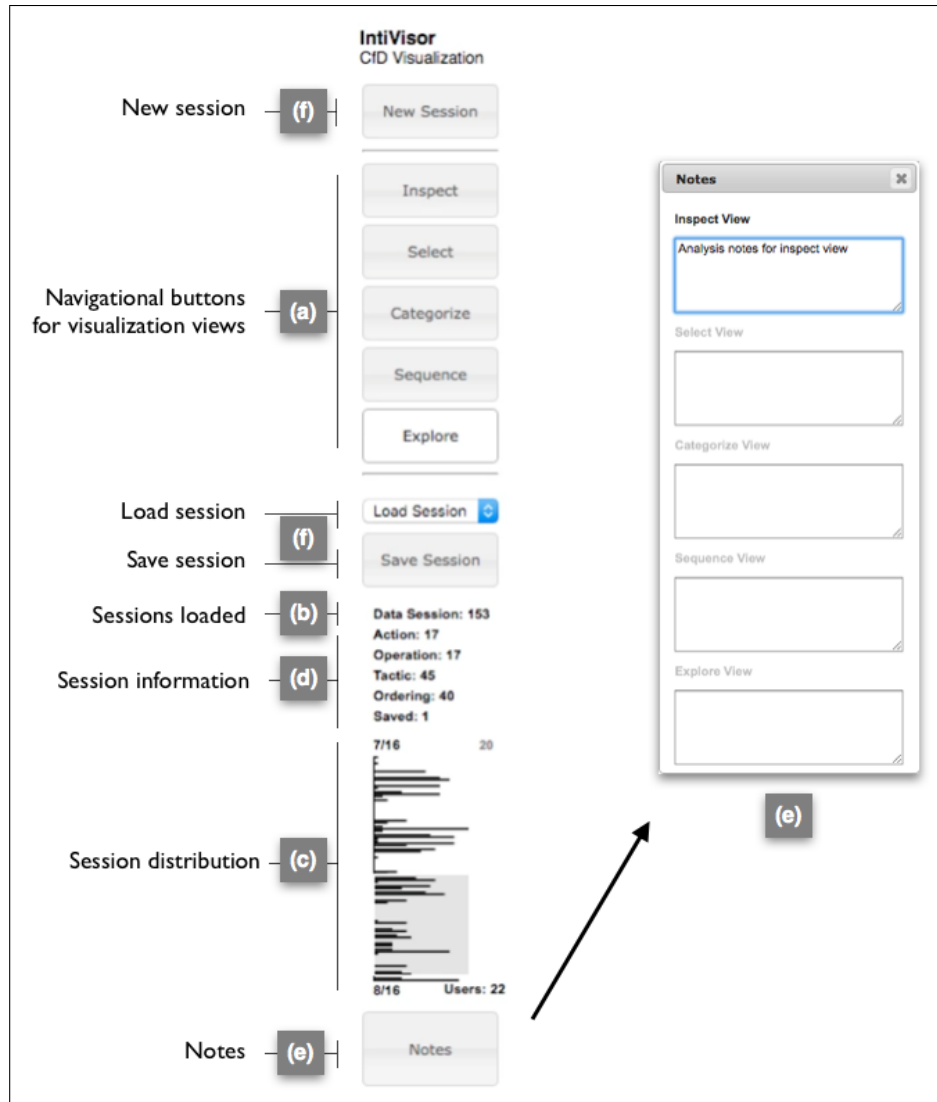 IntiVisor
CfD Visualization
New session
(f)
New Session
Navigational buttons
for visualization views
(a)
Inspect
Select
Categorize
Sequence
Explore
Load session
Load Session
(f)
Save session
Save Session
Sessions loaded
(b)
Data Session: 153
Session information
(d)
Action: 17
Operation: 17
Tactic: 45
Ordering: 40
Saved: 1
Session distribution
(c)
7/16 20
8/16 Users: 22
Notes
(e)
Notes
Notes
Inspect View
Analysis notes for inspect view
Select View
Categorize View
Sequence View
Explore View
(e)